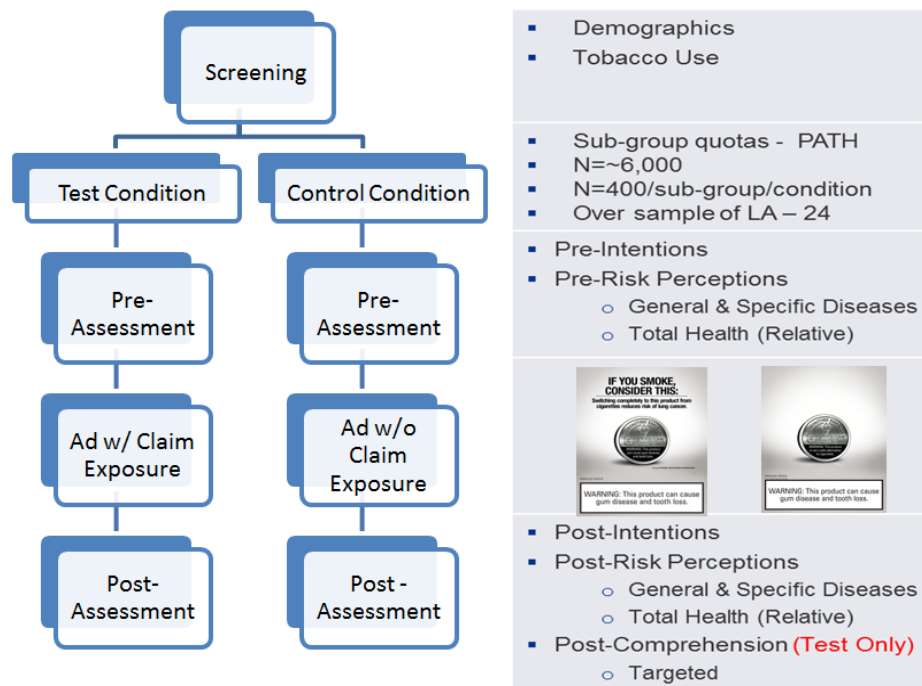 Screening
Demographics
Tobacco Use
Test Condition
Control Condition
Sub-group quotas - PATH
N=~6,000
N=400/sub-group/condition
Over sample of LA – 24
Pre-
Assessment
Pre-
Assessment
Pre-Intentions
Pre-Risk Perceptions
General & Specific Diseases
Total Health (Relative)
Ad w/ Claim
Exposure
Ad w/o
Claim
Exposure
IF YOU SMOKE,
CONSIDER THIS:
Switching completely to this product from
cigarettes reduces risk of lung cancer.
WARNING: This product can cause
gum disease and tooth loss.
WARNING: This product can cause
gum disease and tooth loss.
Post-
Assessment
Post -
Assessment
Post-Intentions
Post-Risk Perceptions
General & Specific Diseases
Total Health (Relative)
Post-Comprehension (Test Only)
Targeted